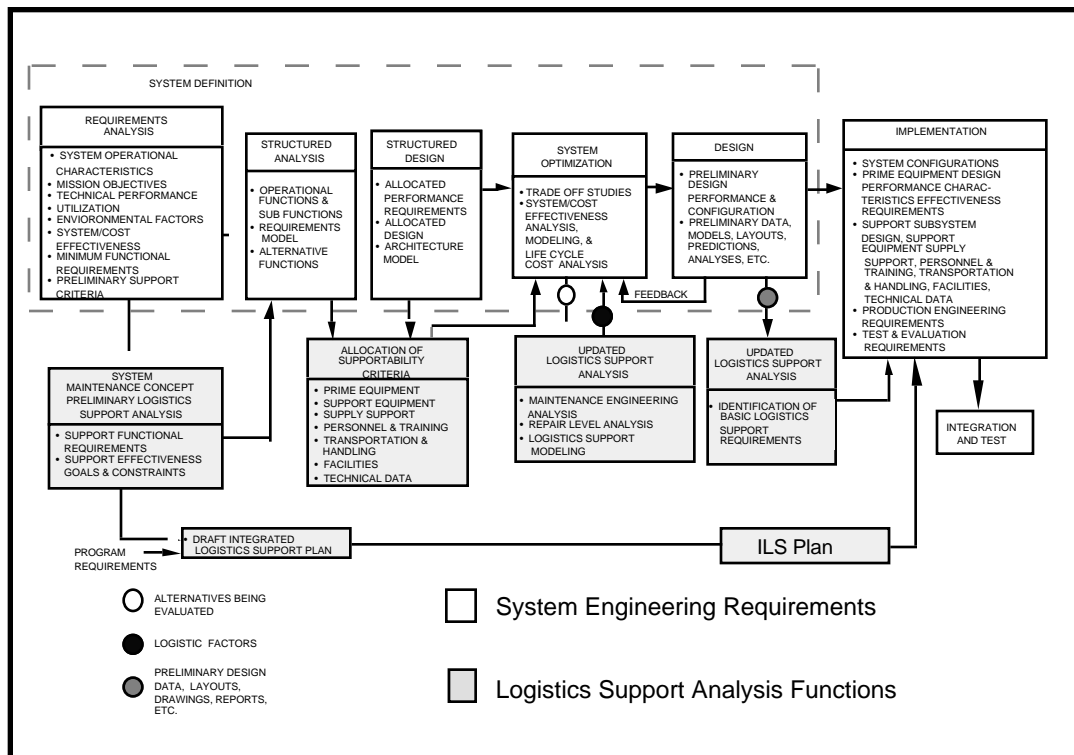 SYSTEM DEFINITION
REQUIREMENTS
ANALYSIS
• SYSTEM OPERATIONAL
CHARACTERISTICS
• MISSION OBJECTIVES
• TECHNICAL PERFORMANCE
• UTILIZATION
• ENVIORONMENTAL FACTORS
• SYSTEM/COST
EFFECTIVENESS
• MINIMUM FUNCTIONAL
REQUIREMENTS
• PRELIMINARY SUPPORT
CRITERIA
STRUCTURED
ANALYSIS
• OPERATIONAL
FUNCTIONS &
SUB FUNCTIONS
• REQUIREMENTS
MODEL
• ALTERNATIVE
FUNCTIONS
STRUCTURED
DESIGN
• ALLOCATED
PERFORMANCE
REQUIREMENTS
• ALLOCATED
DESIGN
• ARCHITECTURE
MODEL
SYSTEM
OPTIMIZATION
• TRADE OFF STUDIES
• SYSTEM/COST
EFFECTIVENESS
ANALYSIS,
MODELING, &
LIFE CYCLE
COST ANALYSIS
DESIGN
• PRELIMINARY
DESIGN
PERFORMANCE &
CONFIGURATION
• PRELIMINARY DATA,
MODELS, LAYOUTS,
PREDICTIONS,
ANALYSES, ETC.
FEEDBACK
IMPLEMENTATION
• SYSTEM CONFIGURATIONS
• PRIME EQUIPMENT DESIGN
PERFORMANCE CHARAC-
TERISTICS EFFECTIVENESS
REQUIREMENTS
• SUPPORT SUBSYSTEM
DESIGN, SUPPORT
EQUIPMENT SUPPLY
SUPPORT, PERSONNEL &
TRAINING, TRANSPORTATION
& HANDLING, FACILITIES,
TECHNICAL DATA
• PRODUCTION ENGINEERING
REQUIREMENTS
• TEST & EVALUATION
REQUIREMENTS
SYSTEM
MAINTENANCE CONCEPT
PRELIMINARY LOGISTICS
SUPPORT ANALYSIS
• SUPPORT FUNCTIONAL
REQUIREMENTS
• SUPPORT EFFECTIVENESS
GOALS & CONSTRAINTS
ALLOCATION OF
SUPPORTABILITY
CRITERIA
• PRIME EQUIPMENT
• SUPPORT EQUIPMENT
• SUPPLY SUPPORT
• PERSONNEL & TRAINING
• TRANSPORTATION &
HANDLING
• FACILITIES
• TECHNICAL DATA
UPDATED
LOGISTICS SUPPORT
ANALYSIS
• MAINTENANCE ENGINEERING
ANALYSIS
• REPAIR LEVEL ANALYSIS
• LOGISTICS SUPPORT
MODELING
UPDATED
LOGISTICS SUPPORT
ANALYSIS
• IDENTIFICATION OF
BASIC LOGISTICS
SUPPORT
REQUIREMENTS
INTEGRATION
AND TEST
PROGRAM
REQUIREMENTS
• DRAFT INTEGRATED
LOGISTICS SUPPORT PLAN
ILS Plan
ALTERNATIVES BEING
EVALUATED
LOGISTIC FACTORS
PRELIMINARY DESIGN
DATA, LAYOUTS,
DRAWINGS, REPORTS,
ETC.
System Engineering Requirements
Logistics Support Analysis Functions